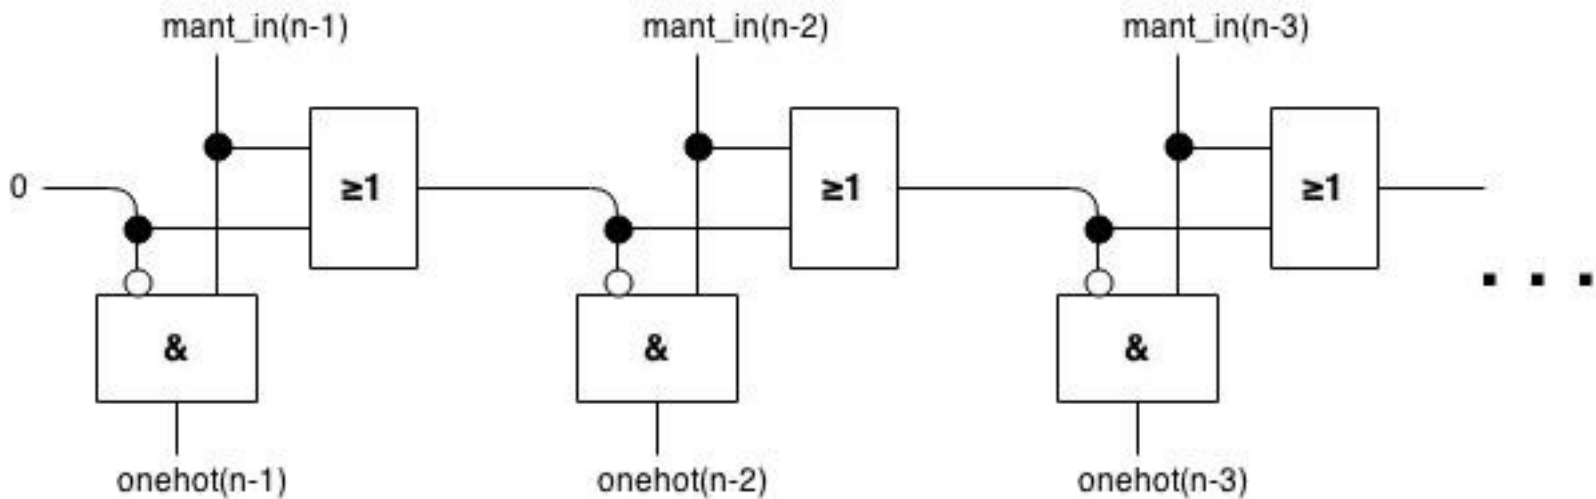 mant_in(n-1) mant_in(n-2) mant_in(n-3)
0 ≥1 ≥1 ≥1
& & &
onehot(n-1) onehot(n-2) onehot(n-3)